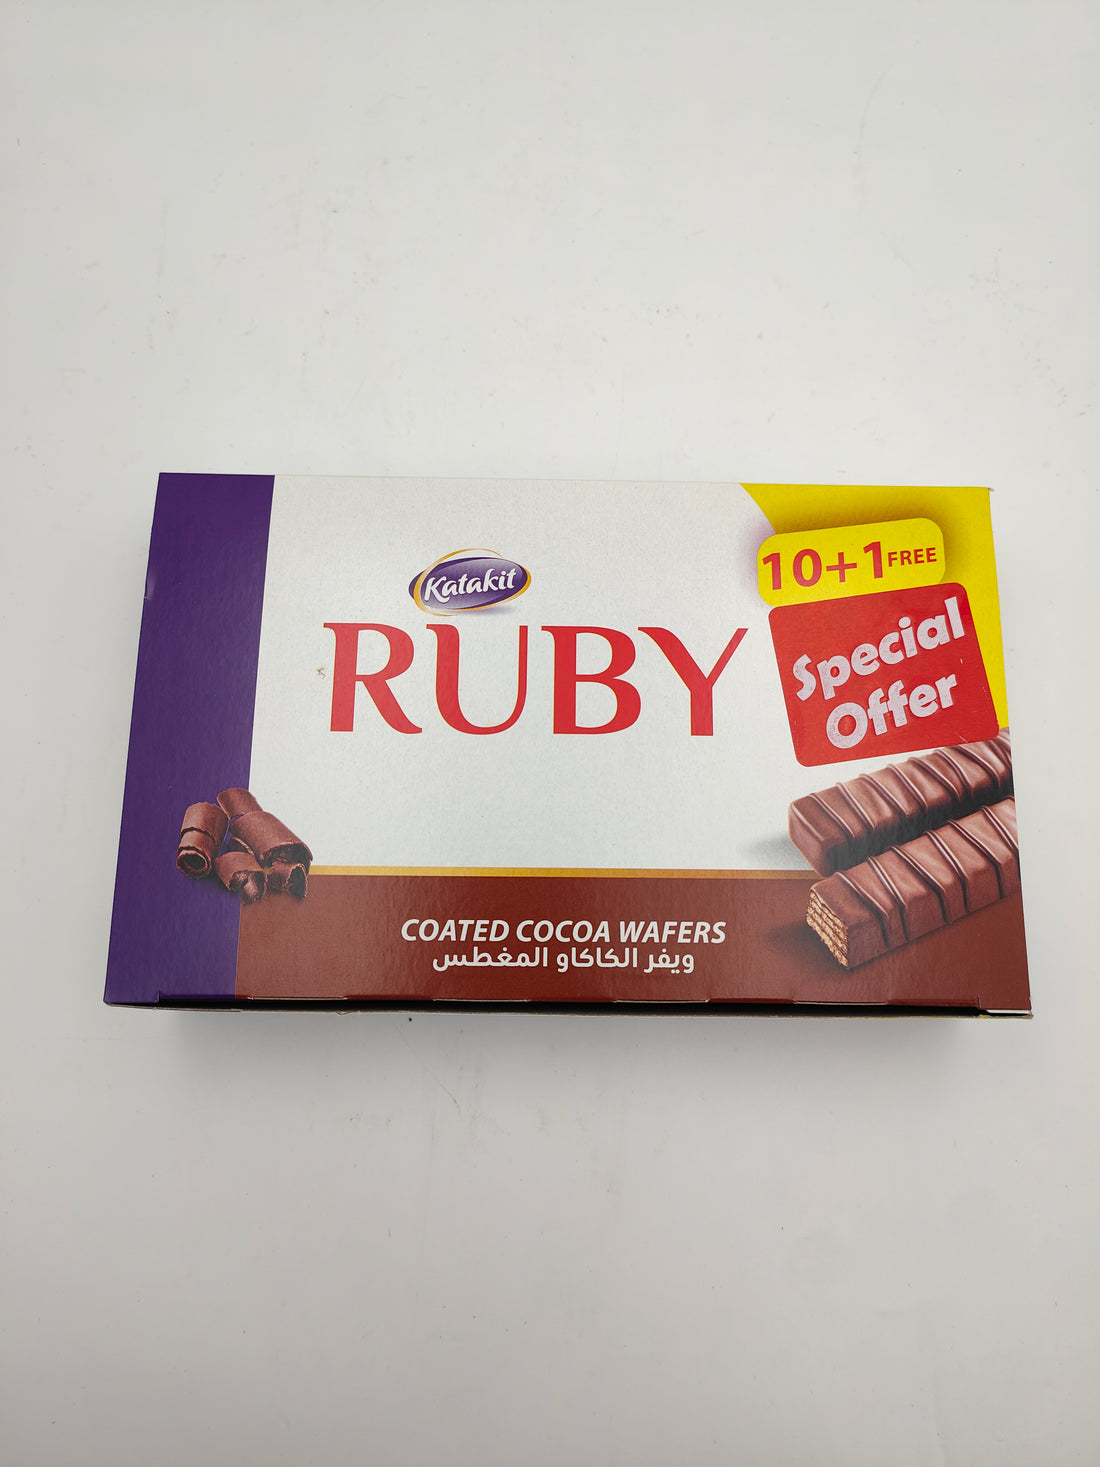 Katakit
RUBY
10+1 FREE
Special
Offer
COATED COCOA WAFERS
ويفر الكاكاو المغطس